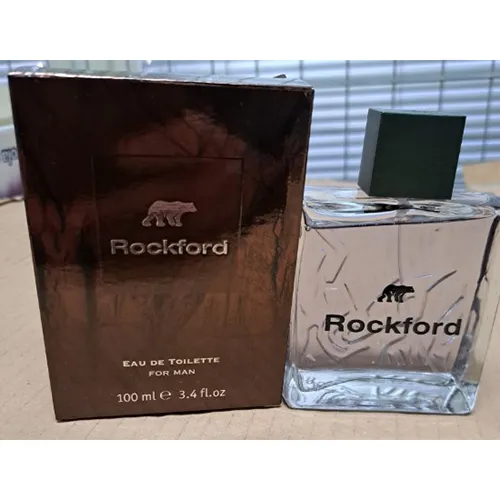 Rockford
EAU DE TOILETTE
FOR MAN
100 ml ℮ 3.4 fl.oz
Rockford